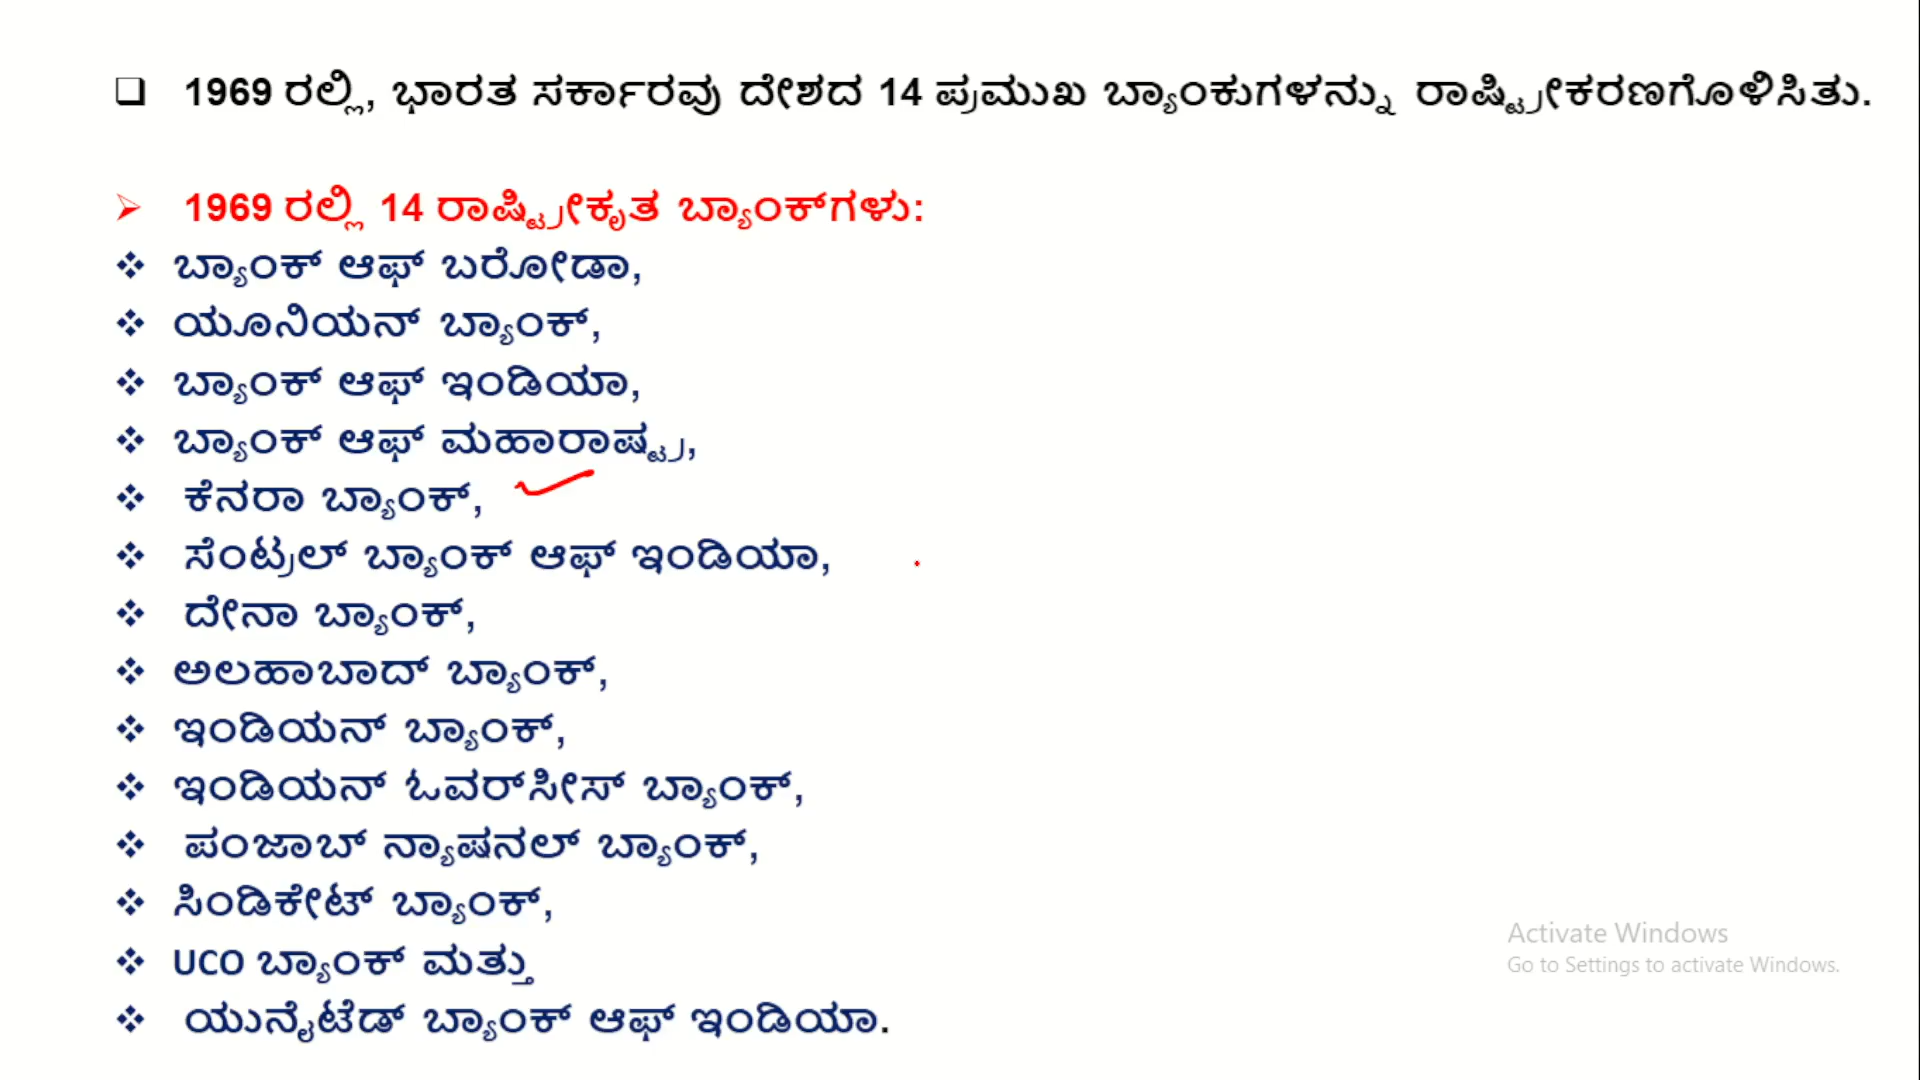 ❑ 1969 ರಲ್ಲಿ, ಭಾರತ ಸರ್ಕಾರವು ದೇಶದ 14 ಪ್ರಮುಖ ಬ್ಯಾಂಕುಗಳನ್ನು ರಾಷ್ಟ್ರೀಕರಣಗೊಳಿಸಿತು.
➢ 1969 ರಲ್ಲಿ 14 ರಾಷ್ಟ್ರೀಕೃತ ಬ್ಯಾಂಕ್‌ಗಳು:
❖ ಬ್ಯಾಂಕ್ ಆಫ್ ಬರೋಡಾ,
❖ ಯೂನಿಯನ್ ಬ್ಯಾಂಕ್,
❖ ಬ್ಯಾಂಕ್ ಆಫ್ ಇಂಡಿಯಾ,
❖ ಬ್ಯಾಂಕ್ ಆಫ್ ಮಹಾರಾಷ್ಟ್ರ,
❖ ಕೆನರಾ ಬ್ಯಾಂಕ್,
❖ ಸೆಂಟ್ರಲ್ ಬ್ಯಾಂಕ್ ಆಫ್ ಇಂಡಿಯಾ,
❖ ದೇನಾ ಬ್ಯಾಂಕ್,
❖ ಅಲಹಾಬಾದ್ ಬ್ಯಾಂಕ್,
❖ ಇಂಡಿಯನ್ ಬ್ಯಾಂಕ್,
❖ ಇಂಡಿಯನ್ ಓವರ್‌ಸೀಸ್ ಬ್ಯಾಂಕ್,
❖ ಪಂಜಾಬ್ ನ್ಯಾಷನಲ್ ಬ್ಯಾಂಕ್,
❖ ಸಿಂಡಿಕೇಟ್ ಬ್ಯಾಂಕ್,
❖ UCO ಬ್ಯಾಂಕ್ ಮತ್ತು
❖ ಯುನೈಟೆಡ್ ಬ್ಯಾಂಕ್ ಆಫ್ ಇಂಡಿಯಾ.
Activate Windows
Go to Settings to activate Windows.